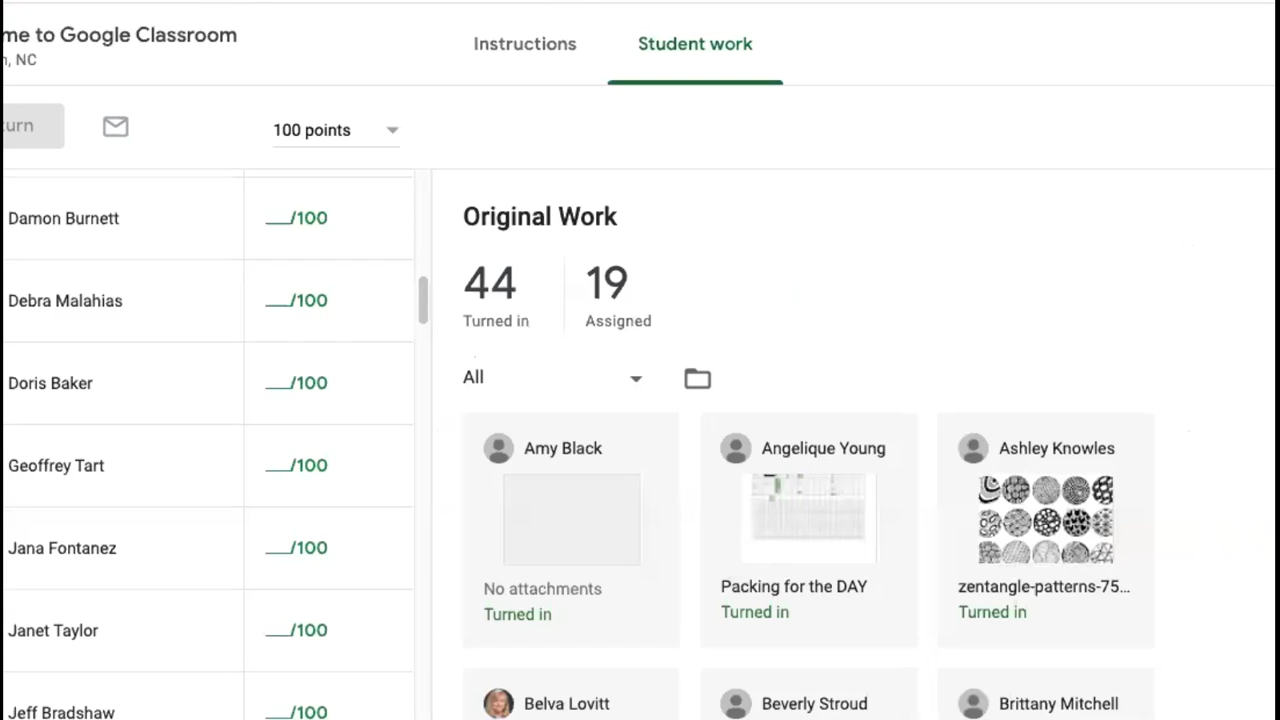 me to Google Classroom
Instructions
Student work
n, NC
urn
100 points
Damon Burnett
__/100
Debra Malahias
__/100
Doris Baker
__/100
Geoffrey Tart
__/100
Jana Fontanez
__/100
Janet Taylor
__/100
Jeff Bradshaw
__/100
Original Work
44
19
Turned in
Assigned
All
Amy Black
No attachments
Turned in
Angelique Young
Packing for the DAY
Turned in
Ashley Knowles
zentangle-patterns-75...
Turned in
Belva Lovitt
Beverly Stroud
Brittany Mitchell